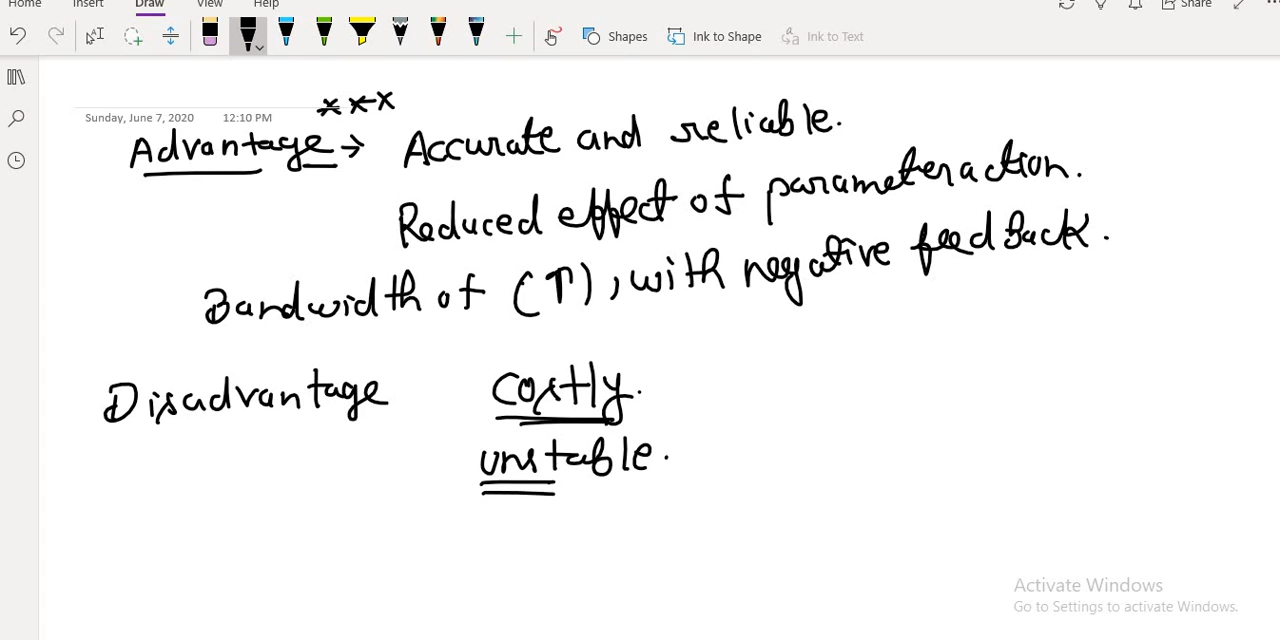 Home Insert Draw View Help Share
Shapes Ink to Shape Ink to Text
Sunday, June 7, 2020 12:10 PM
***
Advantage → Accurate and reliable.
Reduced effect of parameter action.
Bandwidth of (↑), with negative feedback.
Disadvantage costly.
unstable.
Activate Windows
Go to Settings to activate Windows.